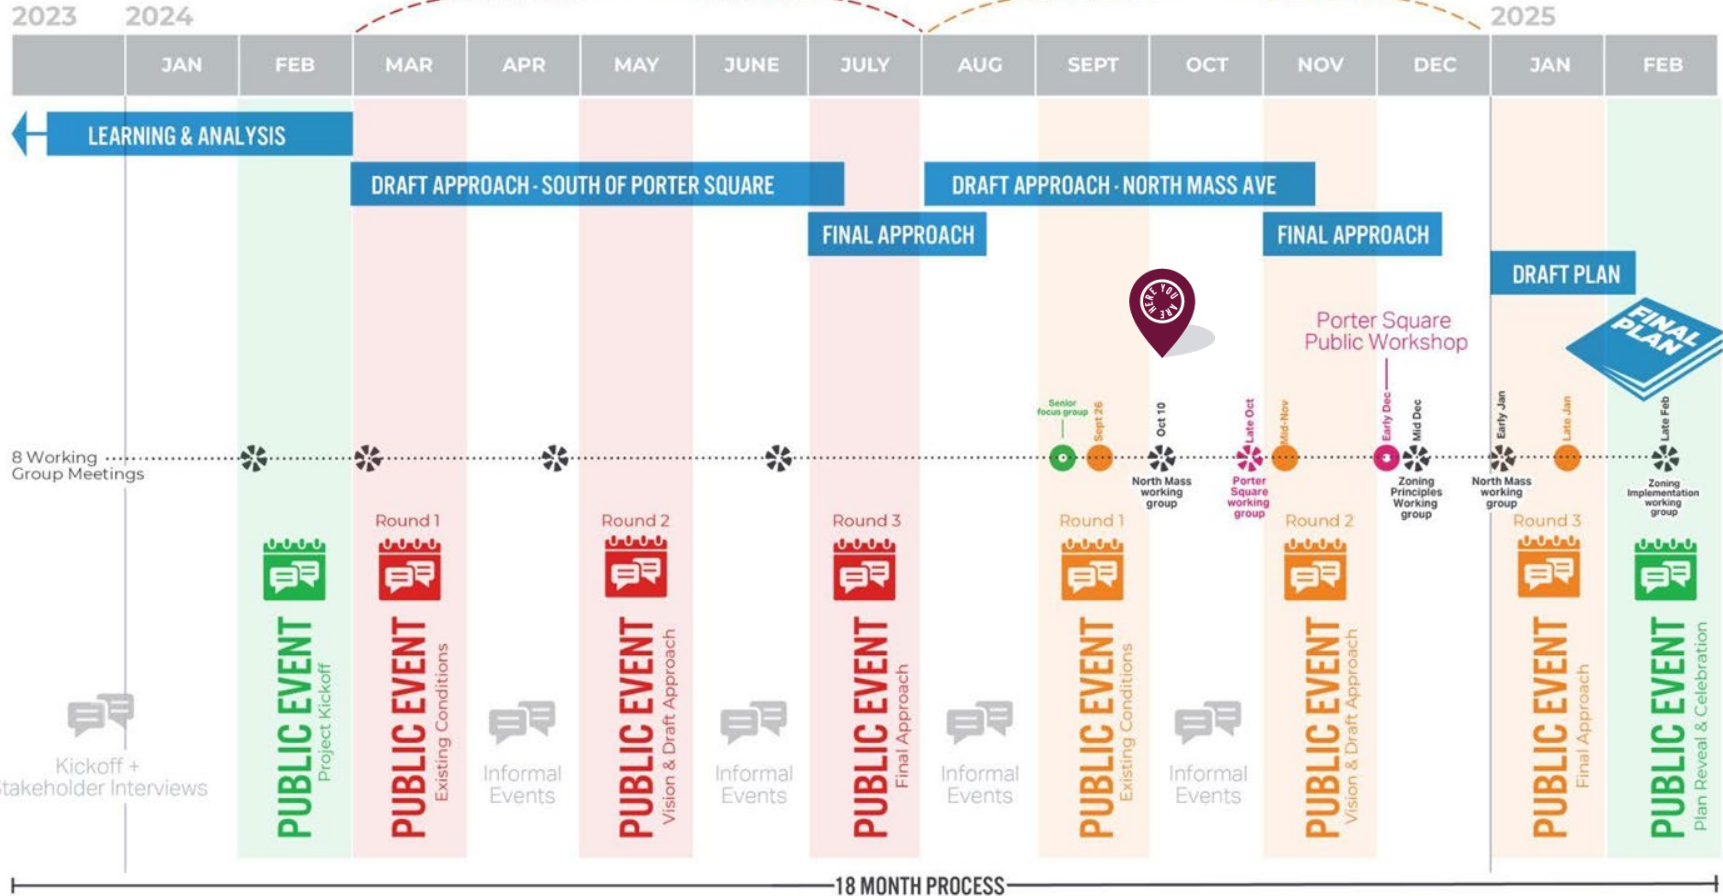 2023 2024 2025
JAN FEB MAR APR MAY JUNE JULY AUG SEPT OCT NOV DEC JAN FEB
LEARNING & ANALYSIS
DRAFT APPROACH - SOUTH OF PORTER SQUARE
DRAFT APPROACH - NORTH MASS AVE
FINAL APPROACH
FINAL APPROACH
DRAFT PLAN
FINAL
PLAN
YOU ARE HERE
Porter Square
Public Workshop
8 Working
Group Meetings
Senior
focus group
Sept 26
Oct 10
North Mass
working
group
Late Oct
Porter
Square
working
group
Mid-Nov
Early Dec
Mid Dec
Zoning
Principles
Working
group
Early Jan
North Mass
working
group
Late Jan
Late Feb
Zoning
Implementation
working
group
Kickoff +
takeholder Interviews
PUBLIC EVENT
Project Kickoff
Round 1
PUBLIC EVENT
Existing Conditions
Informal
Events
Round 2
PUBLIC EVENT
Vision & Draft Approach
Informal
Events
Round 3
PUBLIC EVENT
Final Approach
Informal
Events
Round 1
PUBLIC EVENT
Existing Conditions
Informal
Events
Round 2
PUBLIC EVENT
Vision & Draft Approach
Round 3
PUBLIC EVENT
Final Approach
PUBLIC EVENT
Plan Reveal & Celebration
18 MONTH PROCESS